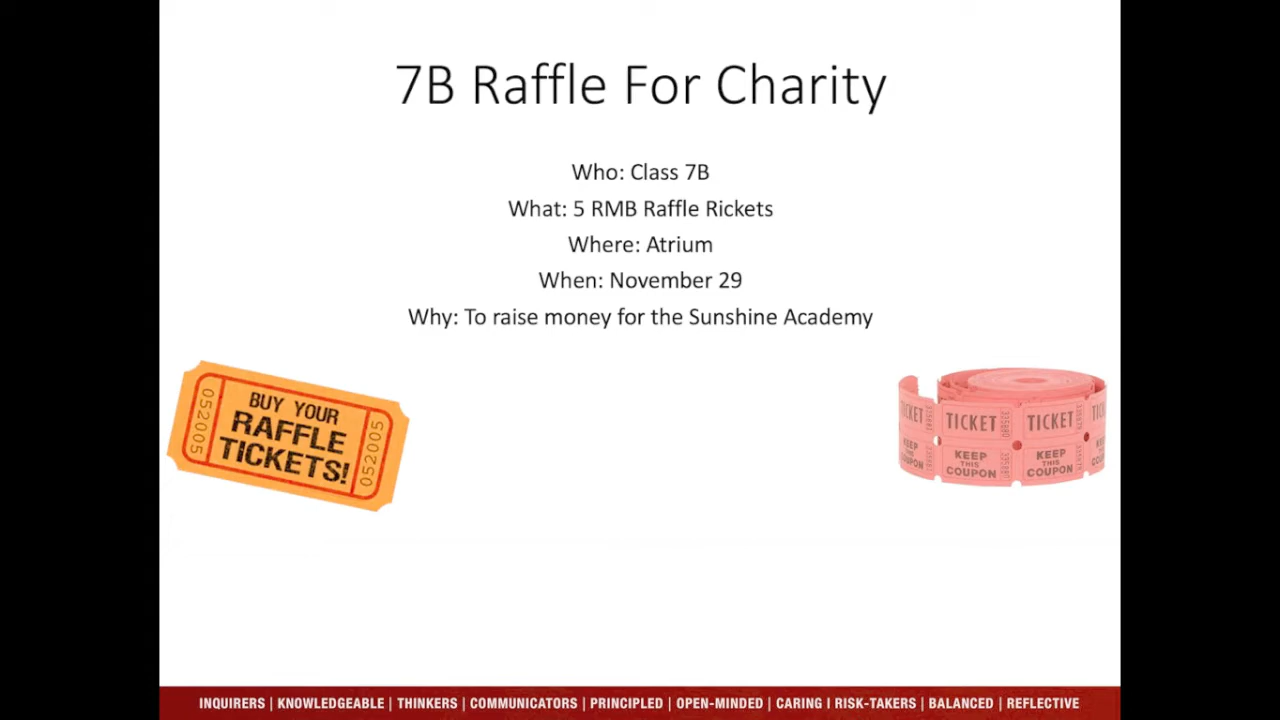 7B Raffle For Charity
Who: Class 7B
What: 5 RMB Raffle Rickets
Where: Atrium
When: November 29
Why: To raise money for the Sunshine Academy
052005
BUY YOUR
RAFFLE
TICKETS!
052005
TICKET TICKET
KEEP THIS COUPON
KEEP THIS COUPON
INQUIRERS | KNOWLEDGEABLE | THINKERS | COMMUNICATORS | PRINCIPLED | OPEN-MINDED | CARING I RISK-TAKERS | BALANCED | REFLECTIVE